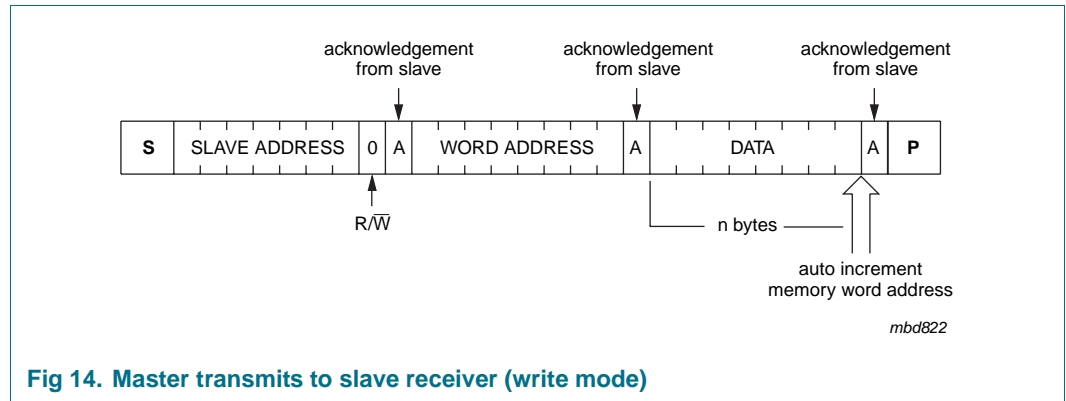 acknowledgement
from slave
acknowledgement
from slave
acknowledgement
from slave
S SLAVE ADDRESS 0 A WORD ADDRESS A DATA A P
R/W̅
n bytes
auto increment
memory word address
mbd822
Fig 14. Master transmits to slave receiver (write mode)